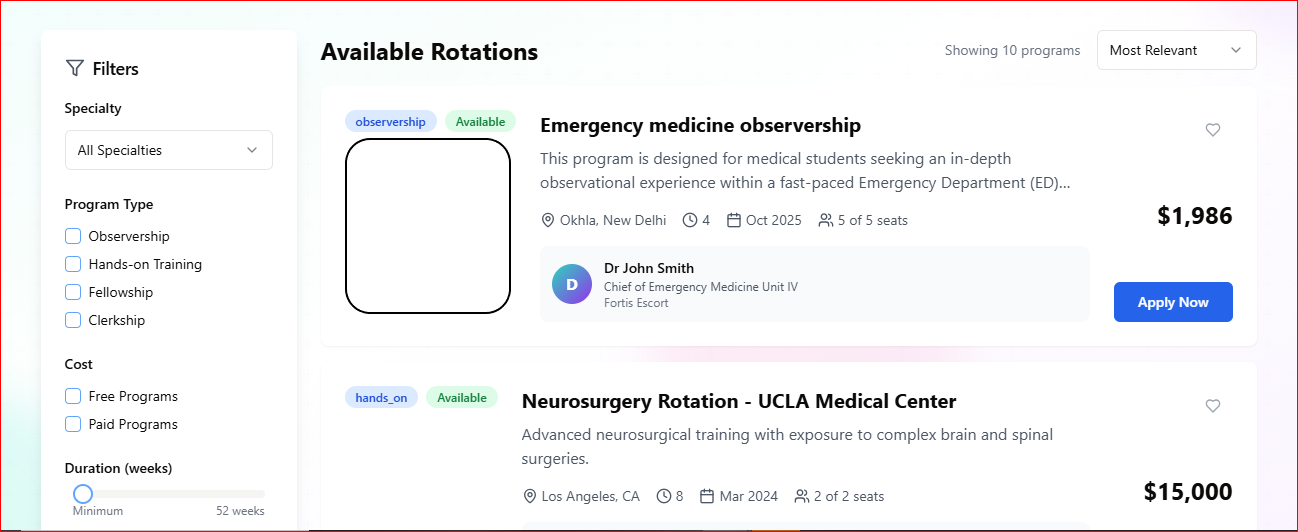 Filters
Specialty
All Specialties
Program Type
Observership
Hands-on Training
Fellowship
Clerkship
Cost
Free Programs
Paid Programs
Duration (weeks)
Minimum
52 weeks
Available Rotations
Showing 10 programs
Most Relevant
observership
Available
Emergency medicine observership
This program is designed for medical students seeking an in-depth
observational experience within a fast-paced Emergency Department (ED)...
Okhla, New Delhi
4
Oct 2025
5 of 5 seats
$1,986
D
Dr John Smith
Chief of Emergency Medicine Unit IV
Fortis Escort
Apply Now
hands_on
Available
Neurosurgery Rotation - UCLA Medical Center
Advanced neurosurgical training with exposure to complex brain and spinal
surgeries.
Los Angeles, CA
8
Mar 2024
2 of 2 seats
$15,000